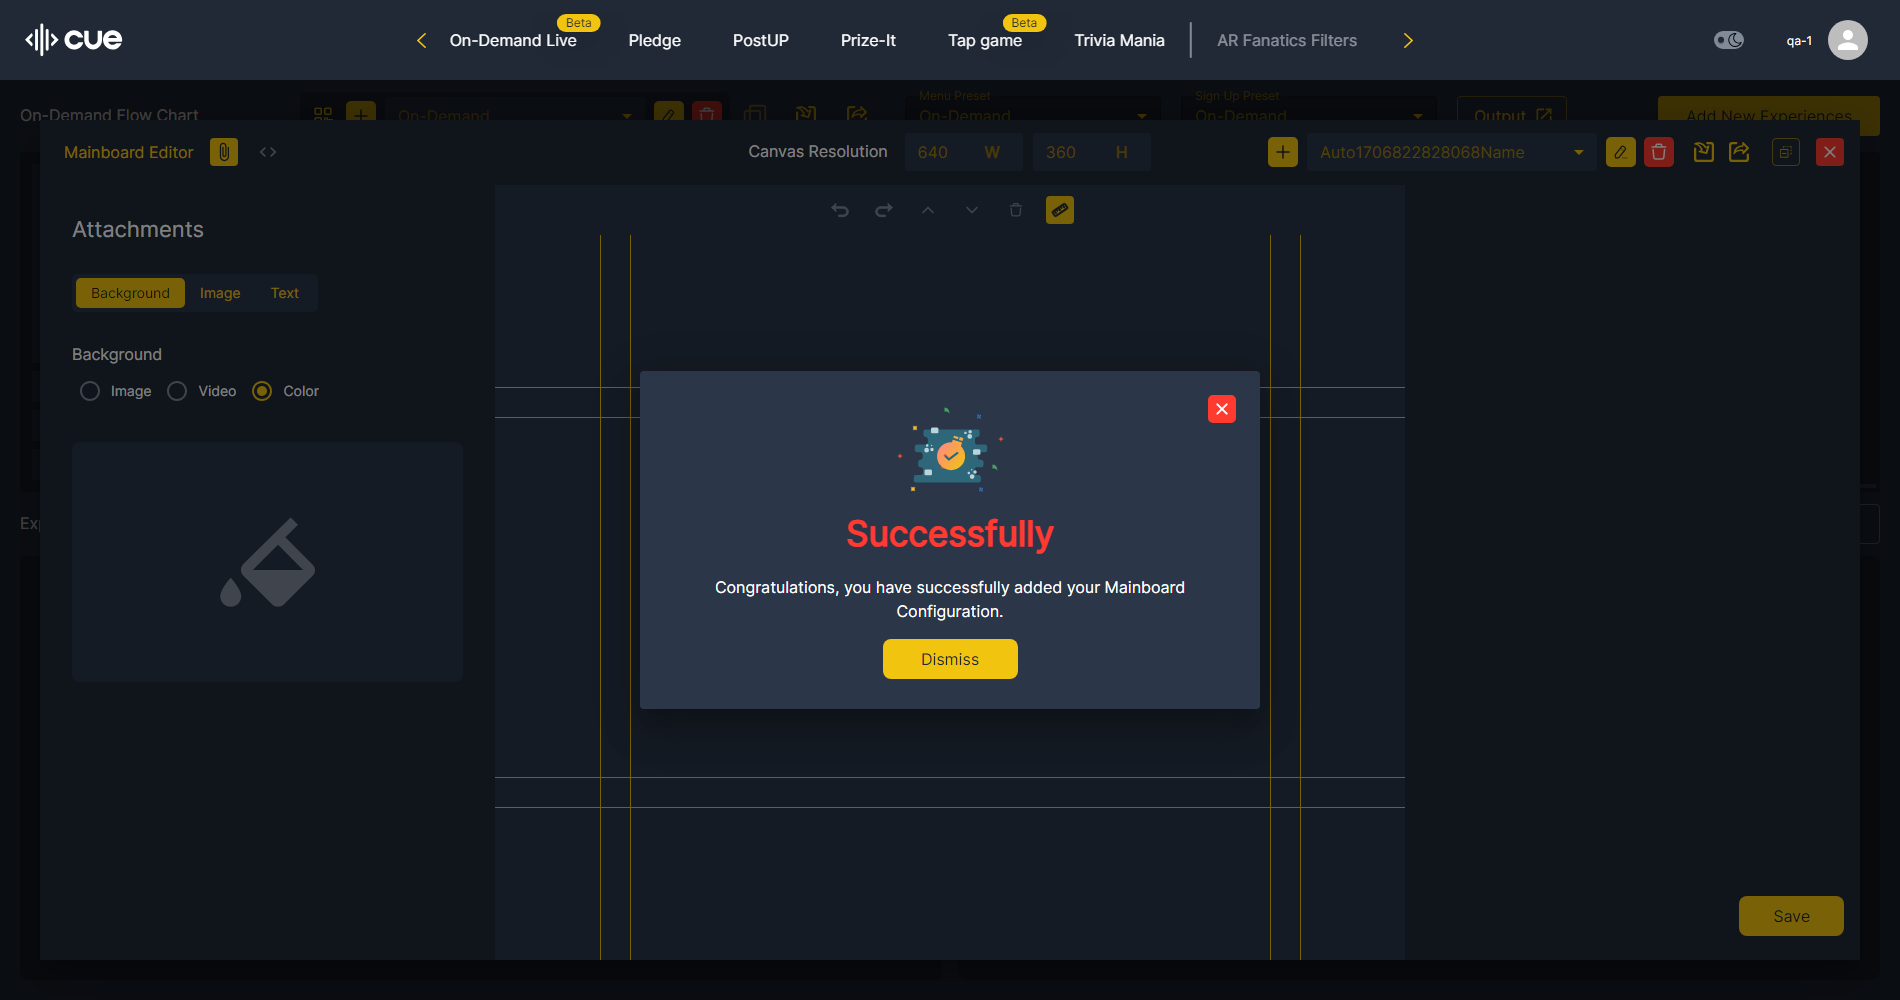 cue
On-Demand Live
Beta
Pledge
PostUP
Prize-It
Tap game
Beta
Trivia Mania
AR Fanatics Filters
qa-1
On-Demand Flow Chart
On-Demand
Menu Preset
On-Demand
Sign Up Preset
On-Demand
Output
Add New Experiences
Mainboard Editor
Canvas Resolution
640 W
360 H
Auto1706822828068Name
Attachments
Background
Image
Text
Background
Image
Video
Color
Successfully
Congratulations, you have successfully added your Mainboard
Configuration.
Dismiss
Save